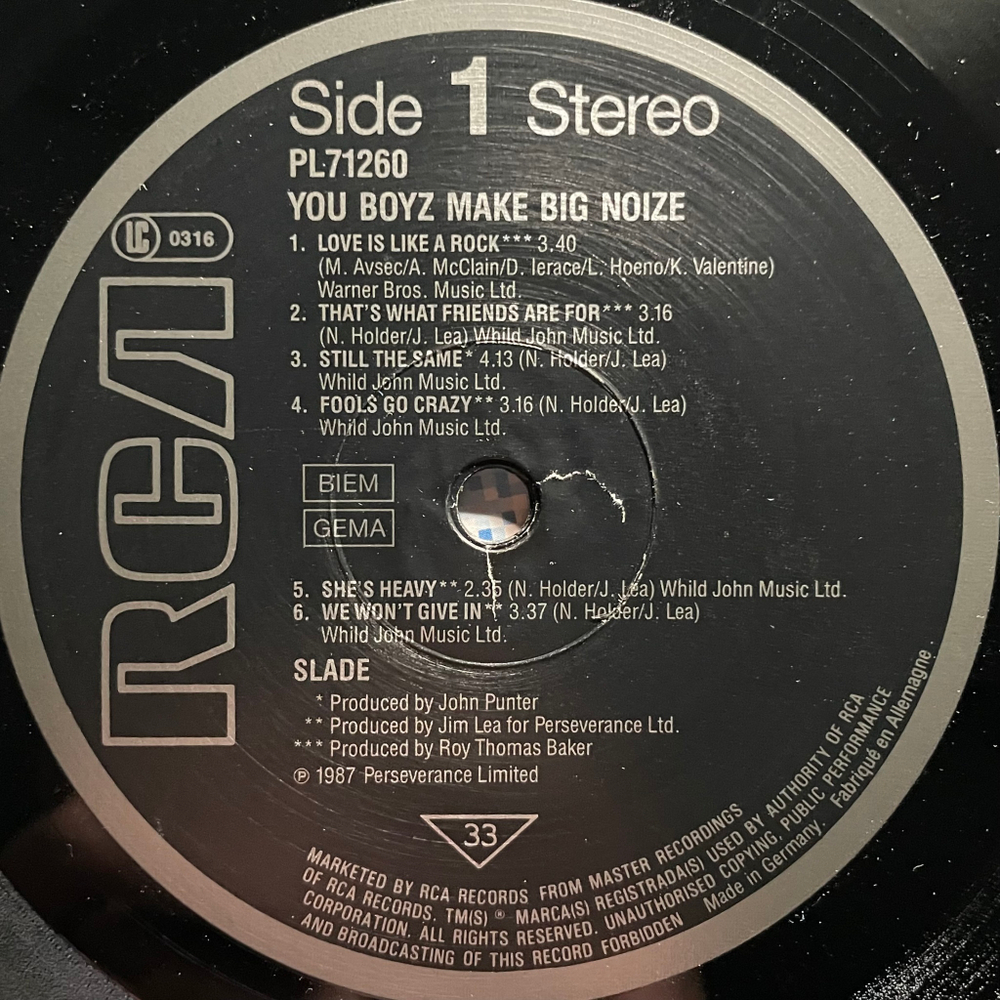 Side 1 Stereo
PL71260
YOU BOYZ MAKE BIG NOIZE
LC 0316
1. LOVE IS LIKE A ROCK*** 3.40
(M. Avsec/A. McClain/D. Ierace/L. Hoeno/K. Valentine)
Warner Bros. Music Ltd.
2. THAT'S WHAT FRIENDS ARE FOR*** 3.16
(N. Holder/J. Lea) Whild John Music Ltd.
3. STILL THE SAME* 4.13 (N. Holder/J. Lea)
Whild John Music Ltd.
4. FOOLS GO CRAZY** 3.16 (N. Holder/J. Lea)
Whild John Music Ltd.
RCA
BIEM
GEMA
5. SHE'S HEAVY** 2.35 (N. Holder/J. Lea) Whild John Music Ltd.
6. WE WON'T GIVE IN** 3.37 (N. Holder/J. Lea)
Whild John Music Ltd.
SLADE
* Produced by John Punter
** Produced by Jim Lea for Perseverance Ltd.
*** Produced by Roy Thomas Baker
℗ 1987 Perseverance Limited
33
MARKETED BY RCA RECORDS FROM MASTER RECORDINGS
OF RCA RECORDS. TM(S) ® MARCA(S) REGISTRADA(S) USED BY AUTHORITY OF RCA
CORPORATION. ALL RIGHTS RESERVED. UNAUTHORISED COPYING, PUBLIC PERFORMANCE
AND BROADCASTING OF THIS RECORD FORBIDDEN Made in Germany. Fabriqué en Allemagne